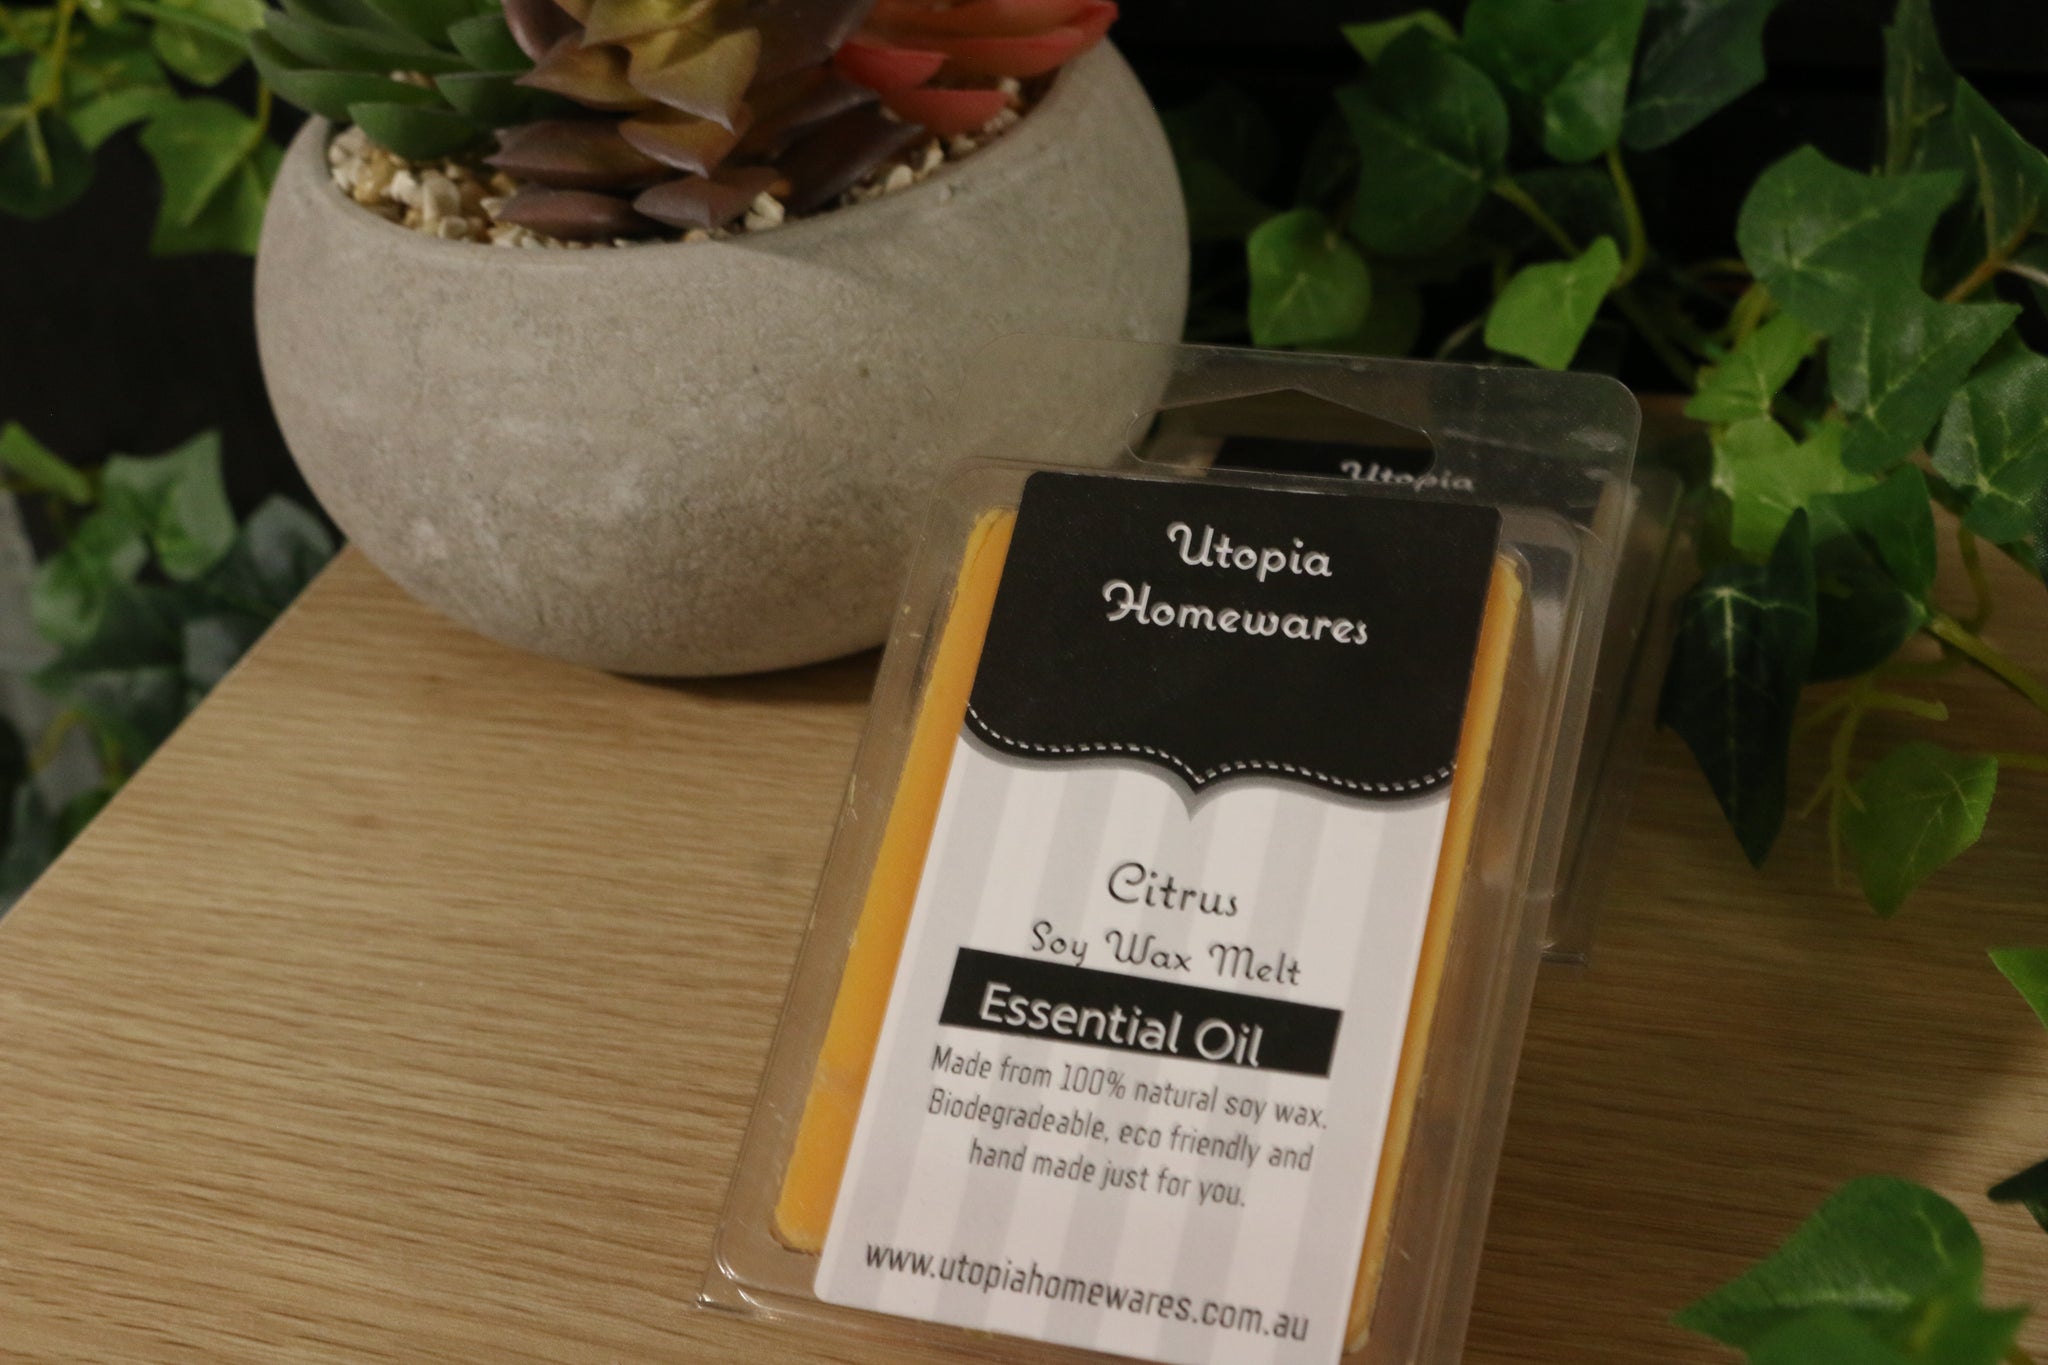 Utopia
Utopia
Homewares
Citrus
Soy Wax Melt
Essential Oil
Made from 100% natural soy wax.
Biodegradeable, eco friendly and
hand made just for you.
www.utopiahomewares.com.au